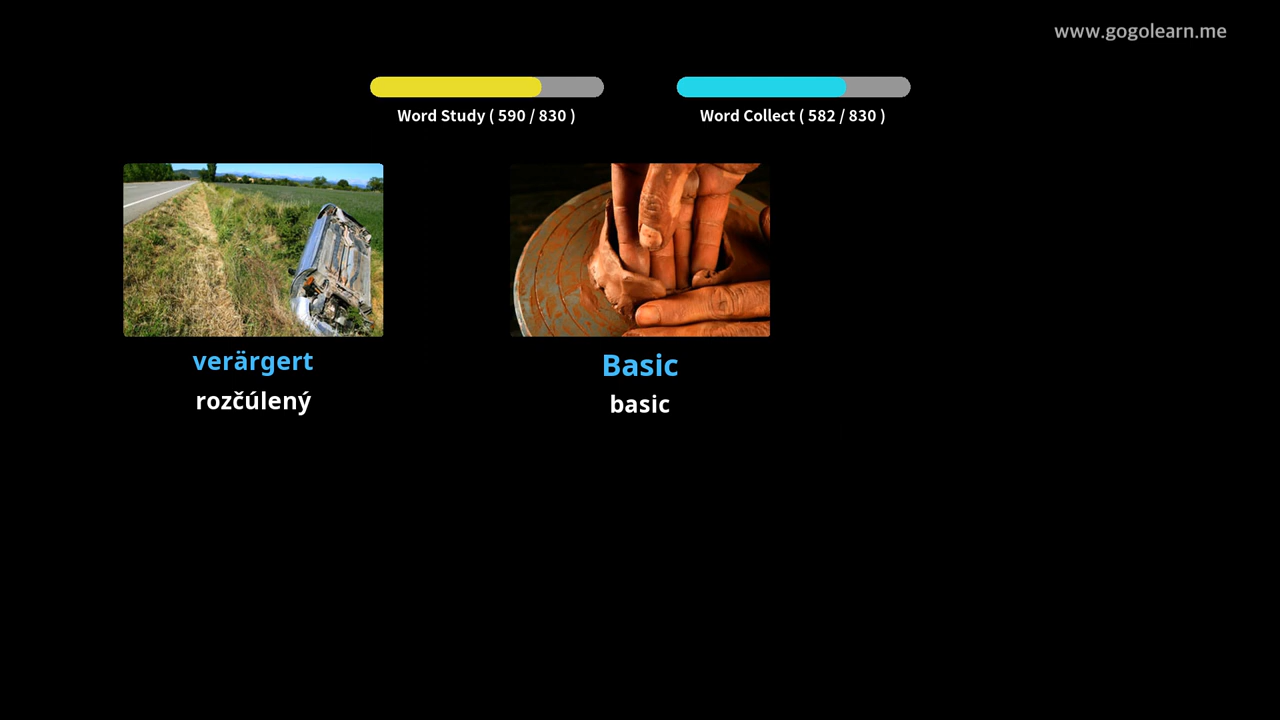 www.gogolearn.me
Word Study ( 590 / 830 )
Word Collect ( 582 / 830 )
verärgert
rozčúlený
Basic
basic